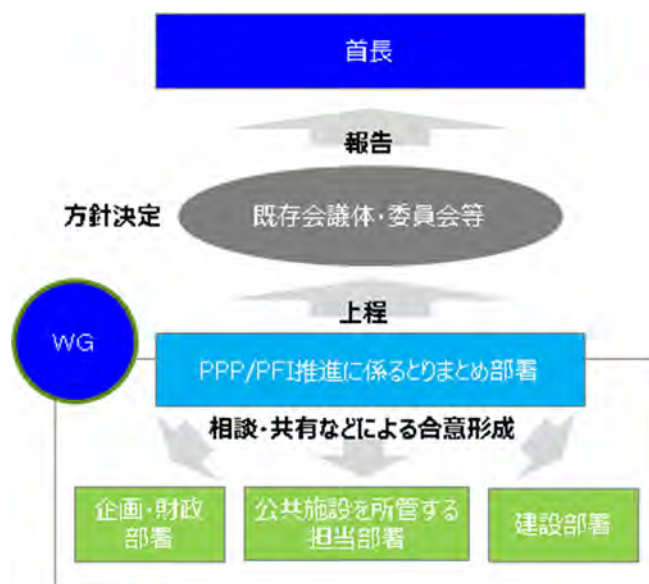 首長
報告
方針決定
既存会議体・委員会等
上程
WG
PPP/PFI推進に係るとりまとめ部署
相談・共有などによる合意形成
企画・財政
部署
公共施設を所管する
担当部署
建設部署